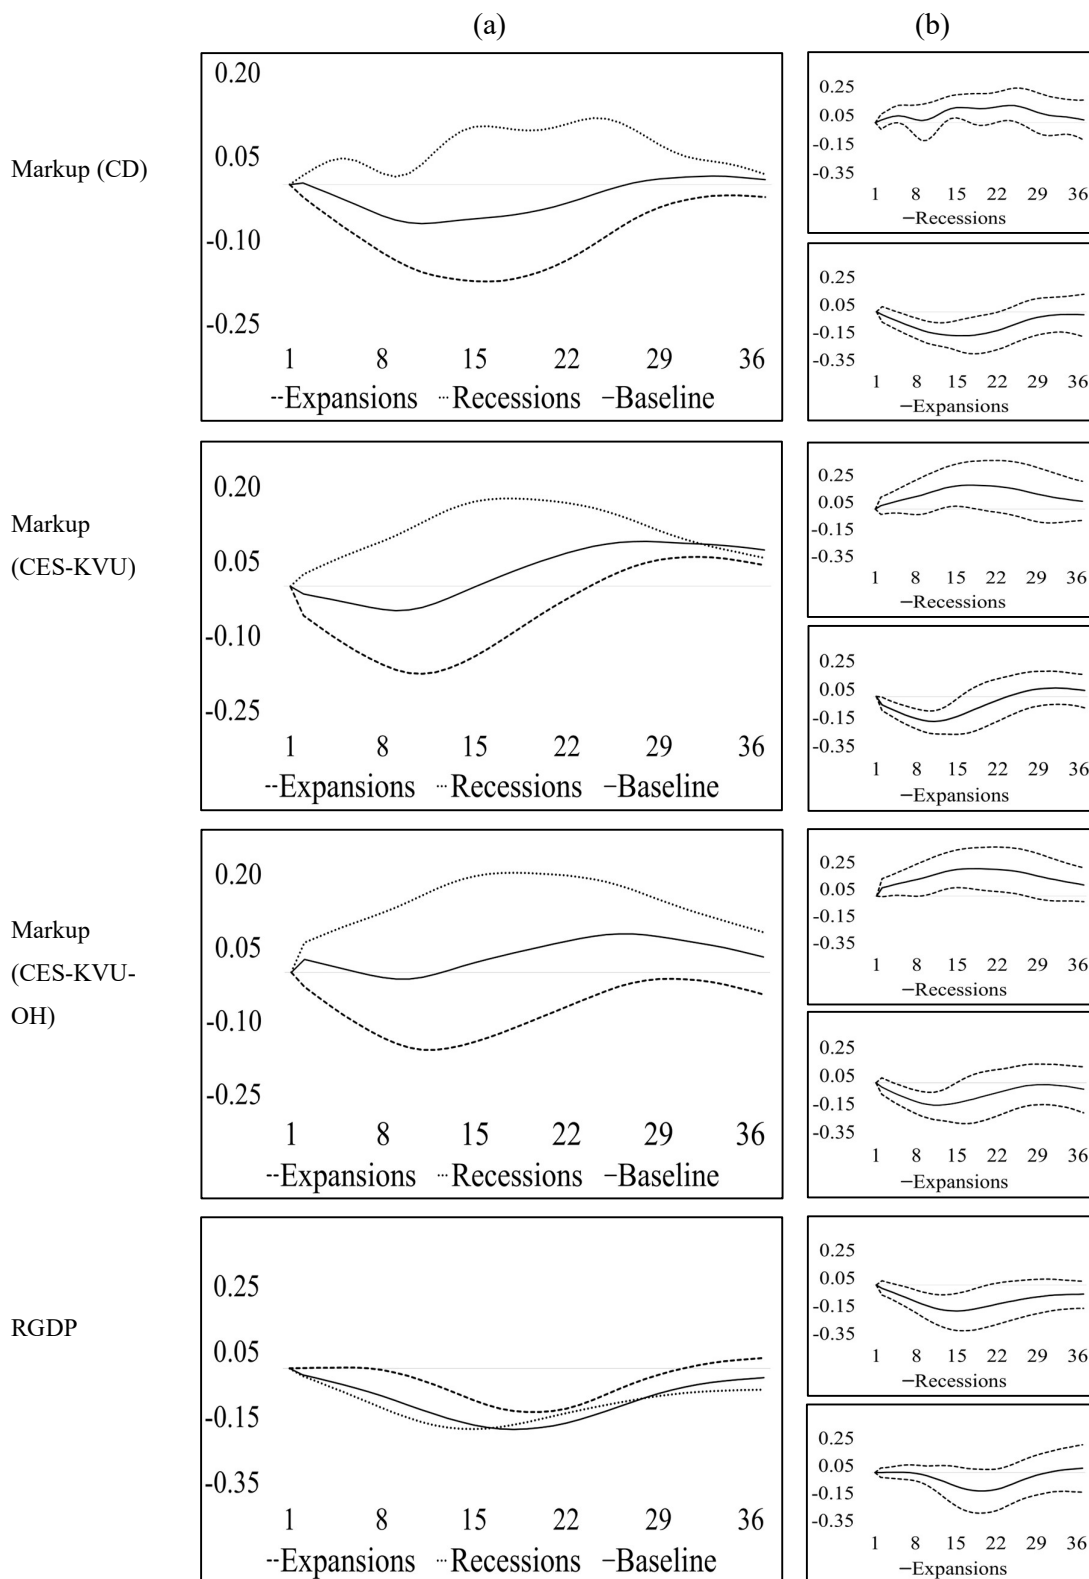 (a)
(b)
Markup (CD)
0.20
0.05
-0.10
-0.25
1 8 15 22 29 36
--Expansions ···Recessions –Baseline
0.25
0.05
-0.15
-0.35
1 8 15 22 29 36
–Recessions
0.25
0.05
-0.15
-0.35
1 8 15 22 29 36
–Expansions
Markup
(CES-KVU)
0.20
0.05
-0.10
-0.25
1 8 15 22 29 36
--Expansions ···Recessions –Baseline
0.25
0.05
-0.15
-0.35
1 8 15 22 29 36
–Recessions
0.25
0.05
-0.15
-0.35
1 8 15 22 29 36
–Expansions
Markup
(CES-KVU-
OH)
0.20
0.05
-0.10
-0.25
1 8 15 22 29 36
--Expansions ···Recessions –Baseline
0.25
0.05
-0.15
-0.35
1 8 15 22 29 36
–Recessions
0.25
0.05
-0.15
-0.35
1 8 15 22 29 36
–Expansions
RGDP
0.25
0.05
-0.15
-0.35
1 8 15 22 29 36
--Expansions ···Recessions –Baseline
0.25
0.05
-0.15
-0.35
1 8 15 22 29 36
–Recessions
0.25
0.05
-0.15
-0.35
1 8 15 22 29 36
–Expansions